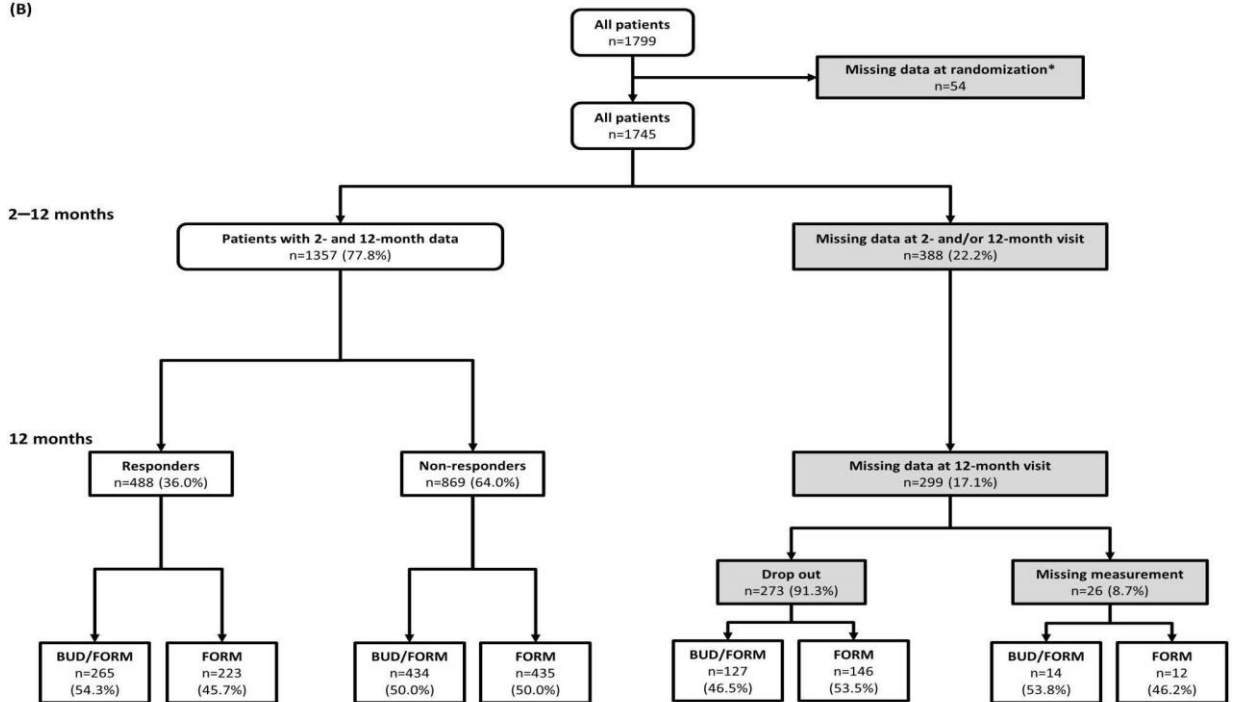 (B)
All patients
n=1799
Missing data at randomization*
n=54
All patients
n=1745
2–12 months
Patients with 2- and 12-month data
n=1357 (77.8%)
Missing data at 2- and/or 12-month visit
n=388 (22.2%)
12 months
Responders
n=488 (36.0%)
Non-responders
n=869 (64.0%)
Missing data at 12-month visit
n=299 (17.1%)
Drop out
n=273 (91.3%)
Missing measurement
n=26 (8.7%)
BUD/FORM
n=265
(54.3%)
FORM
n=223
(45.7%)
BUD/FORM
n=434
(50.0%)
FORM
n=435
(50.0%)
BUD/FORM
n=127
(46.5%)
FORM
n=146
(53.5%)
BUD/FORM
n=14
(53.8%)
FORM
n=12
(46.2%)